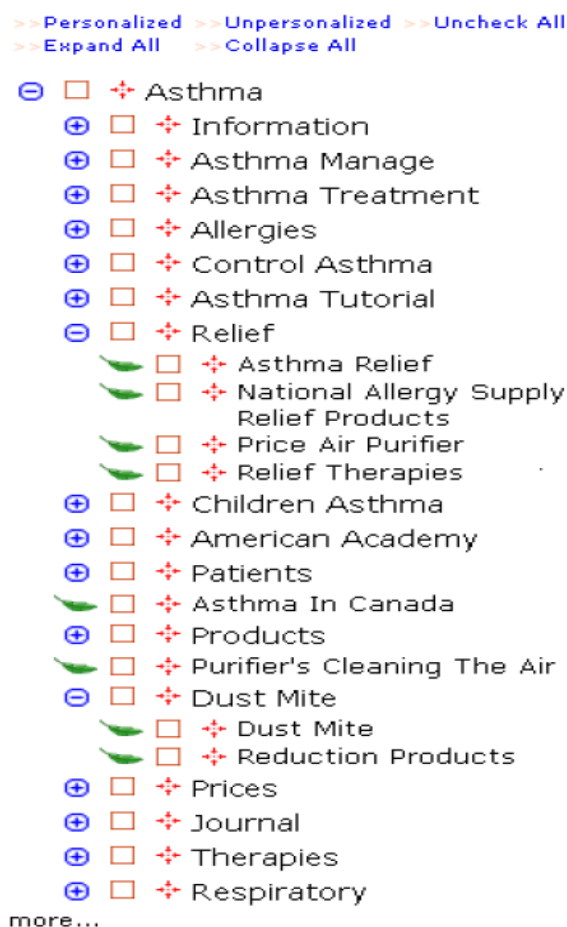 >>Personalized >>Unpersonalized >>Uncheck All
>>Expand All >>Collapse All
Asthma
Information
Asthma Manage
Asthma Treatment
Allergies
Control Asthma
Asthma Tutorial
Relief
Asthma Relief
National Allergy Supply
Relief Products
Price Air Purifier
Relief Therapies
Children Asthma
American Academy
Patients
Asthma In Canada
Products
Purifier's Cleaning The Air
Dust Mite
Dust Mite
Reduction Products
Prices
Journal
Therapies
Respiratory
more...